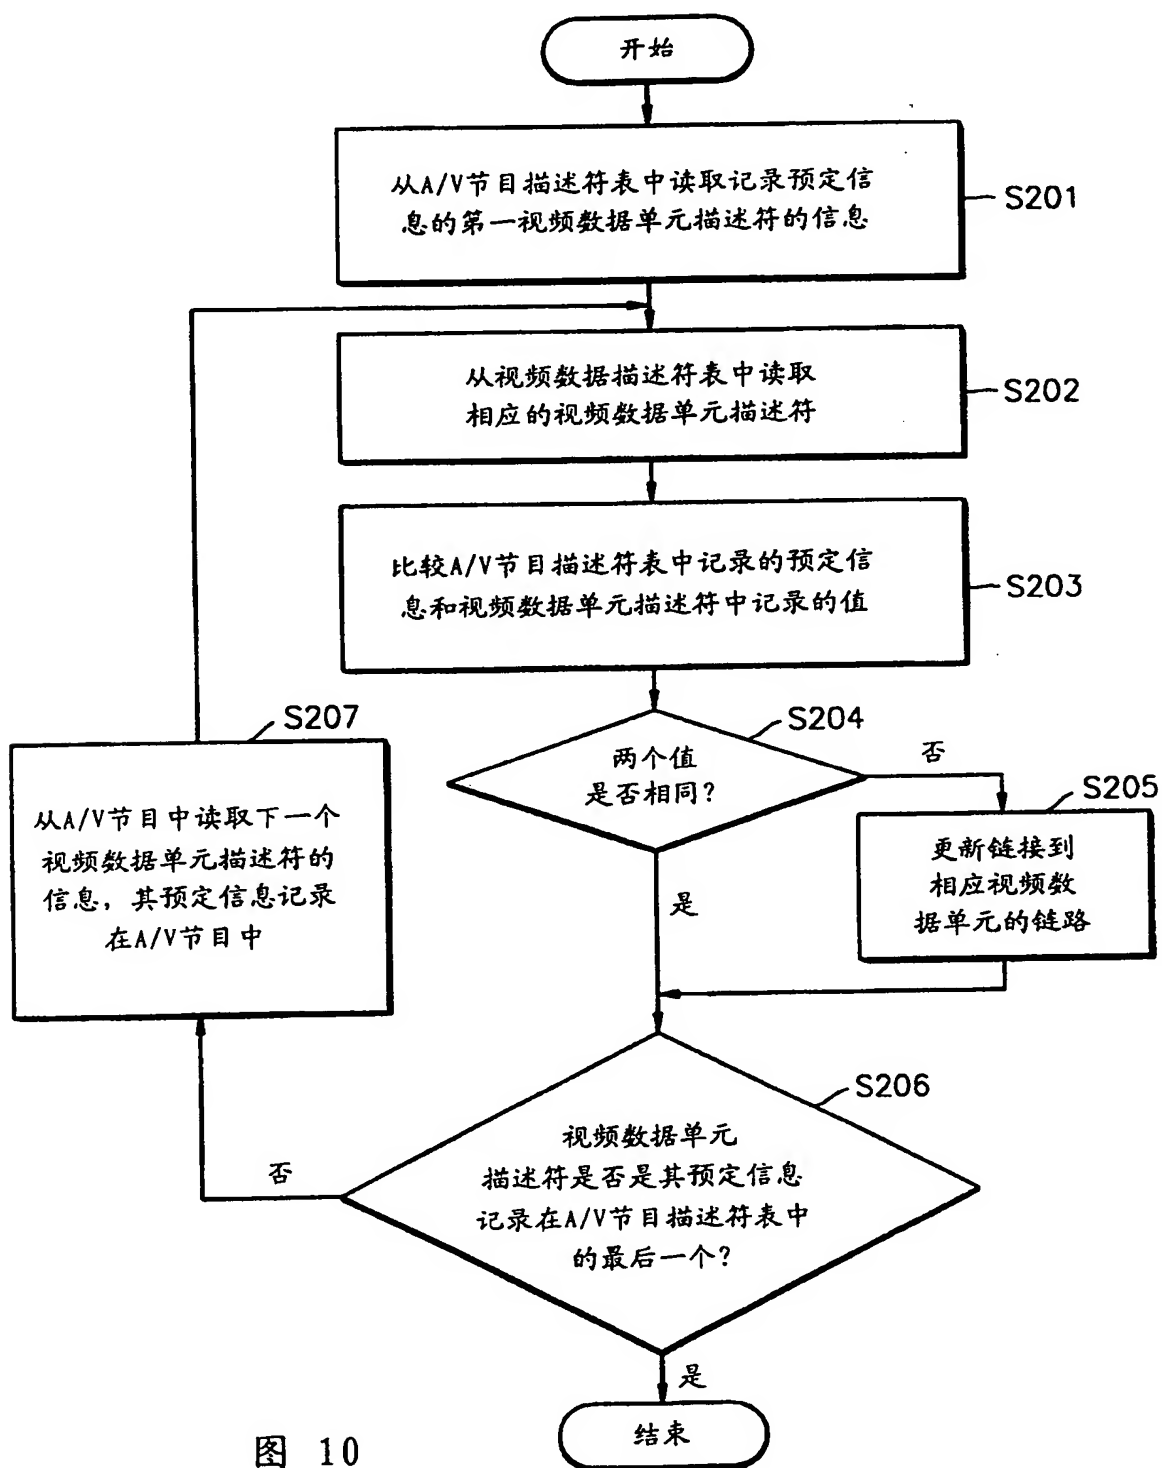 开始
从A/V节目描述符表中读取记录预定信
息的第一视频数据单元描述符的信息
S201
从视频数据描述符表中读取
相应的视频数据单元描述符
S202
比较A/V节目描述符表中记录的预定信
息和视频数据单元描述符中记录的值
S203
S204
两个值
是否相同?
否
是
S205
更新链接到
相应视频数
据单元的链路
S207
从A/V节目中读取下一个
视频数据单元描述符的
信息, 其预定信息记录
在A/V节目中
S206
视频数据单元
描述符是否是其预定信息
记录在A/V节目描述符表中
的最后一个?
否
是
结束
图 10